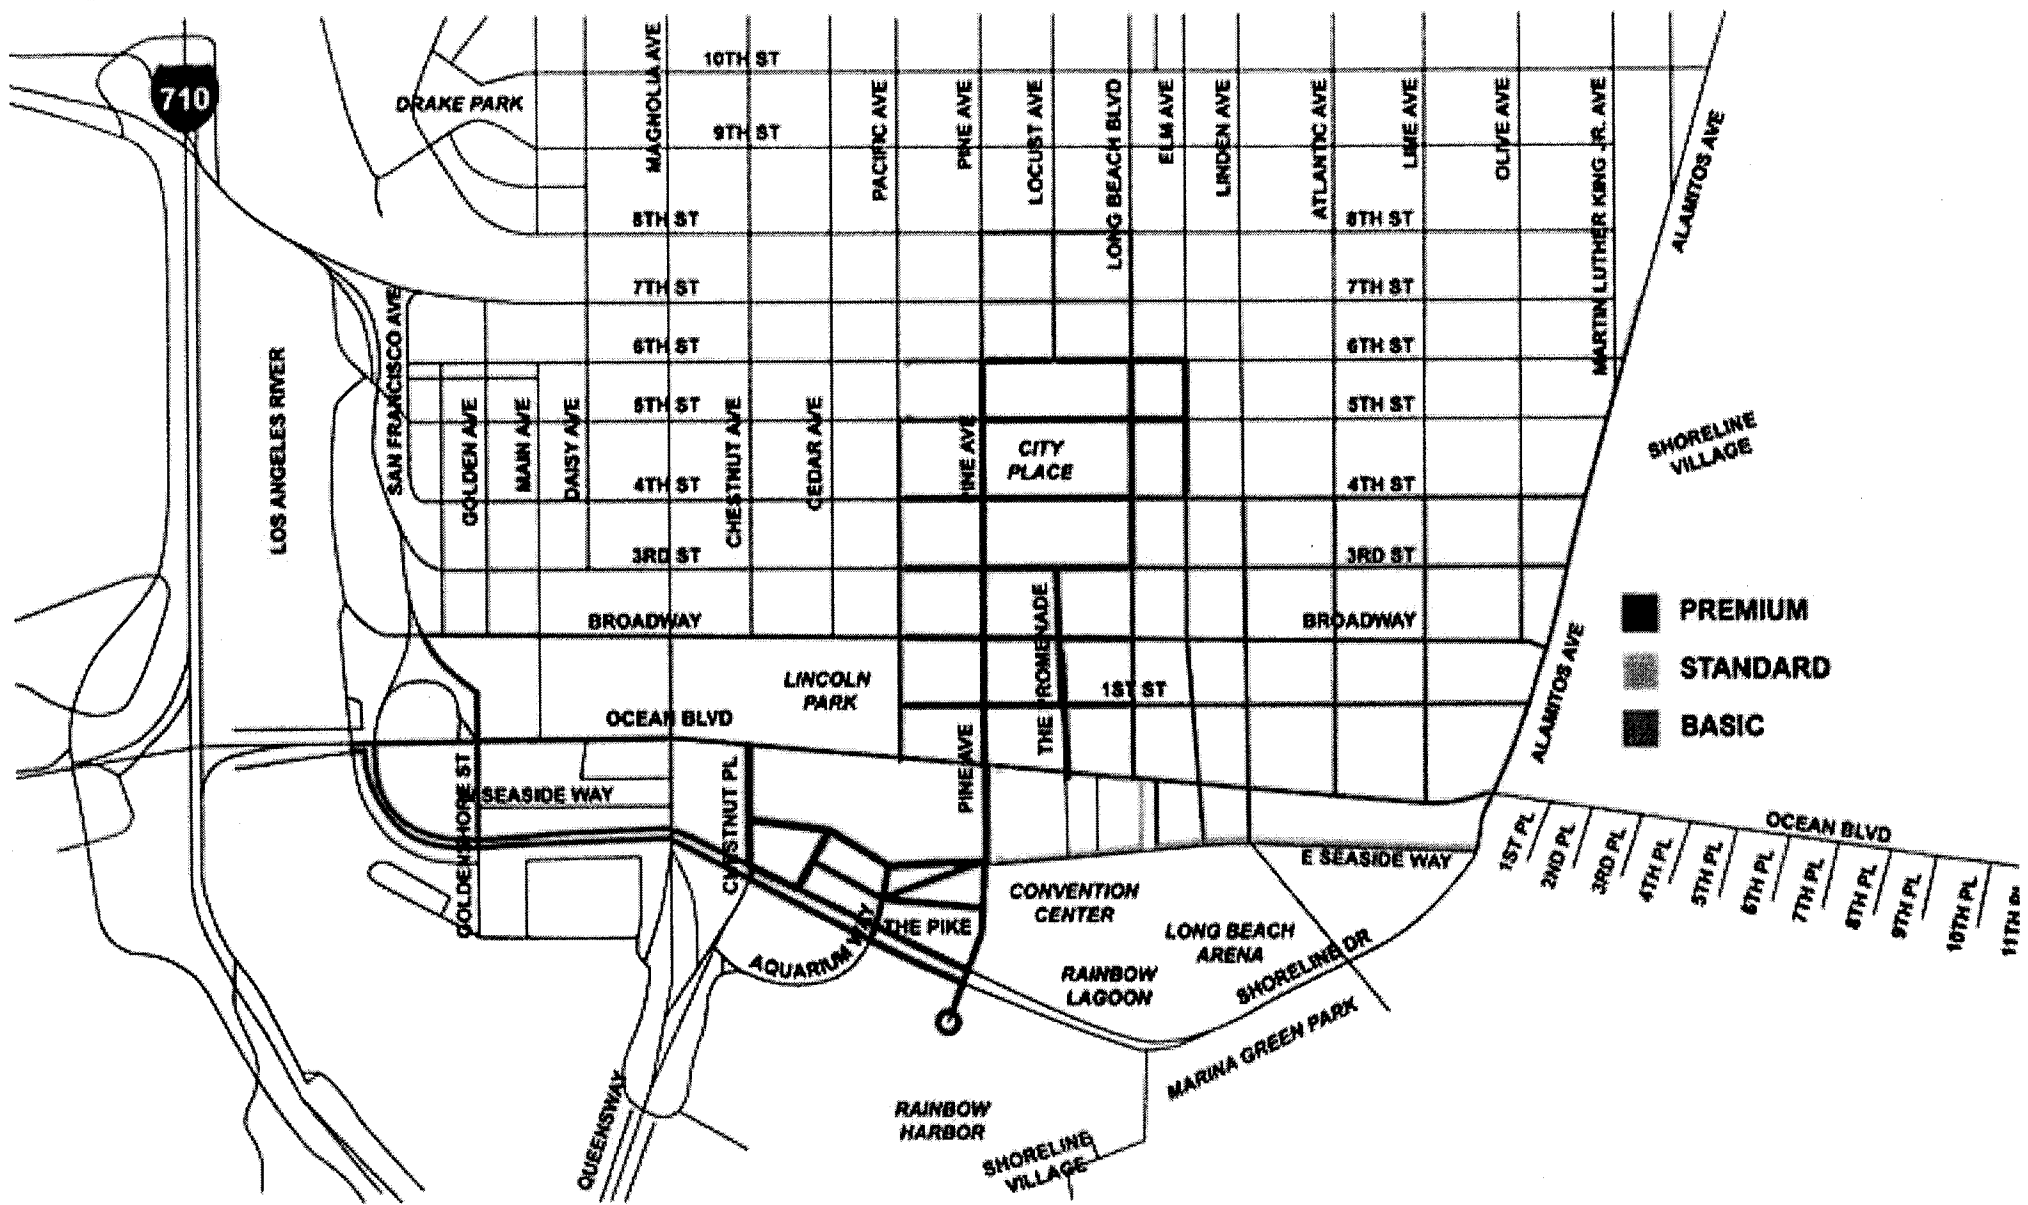 710
DRAKE PARK
10TH ST
9TH ST
8TH ST
7TH ST
6TH ST
5TH ST
4TH ST
3RD ST
BROADWAY
OCEAN BLVD
SEASIDE WAY
LOS ANGELES RIVER
SAN FRANCISCO AVE
GOLDEN AVE
MAIN AVE
DAISY AVE
MAGNOLIA AVE
CHESTNUT AVE
CEDAR AVE
PACIFIC AVE
PINE AVE
LOCUST AVE
LONG BEACH BLVD
ELM AVE
LINDEN AVE
ATLANTIC AVE
LIME AVE
OLIVE AVE
MARTIN LUTHER KING JR. AVE
ALAMITOS AVE
8TH ST
7TH ST
6TH ST
5TH ST
4TH ST
3RD ST
BROADWAY
1ST ST
PINE AVE
CITY
PLACE
THE PROMENADE
LINCOLN
PARK
PINE AVE
SHORELINE
VILLAGE
PREMIUM
STANDARD
BASIC
ALAMITOS AVE
GOLDENSHORE ST
CHESTNUT PL
AQUARIUM WAY
THE PIKE
CONVENTION
CENTER
LONG BEACH
ARENA
RAINBOW
LAGOON
E SEASIDE WAY
SHORELINE DR
MARINA GREEN PARK
OCEAN BLVD
1ST PL
2ND PL
3RD PL
4TH PL
5TH PL
6TH PL
7TH PL
8TH PL
9TH PL
10TH PL
11TH PL
QUEENSWAY
RAINBOW
HARBOR
SHORELINE
VILLAGE